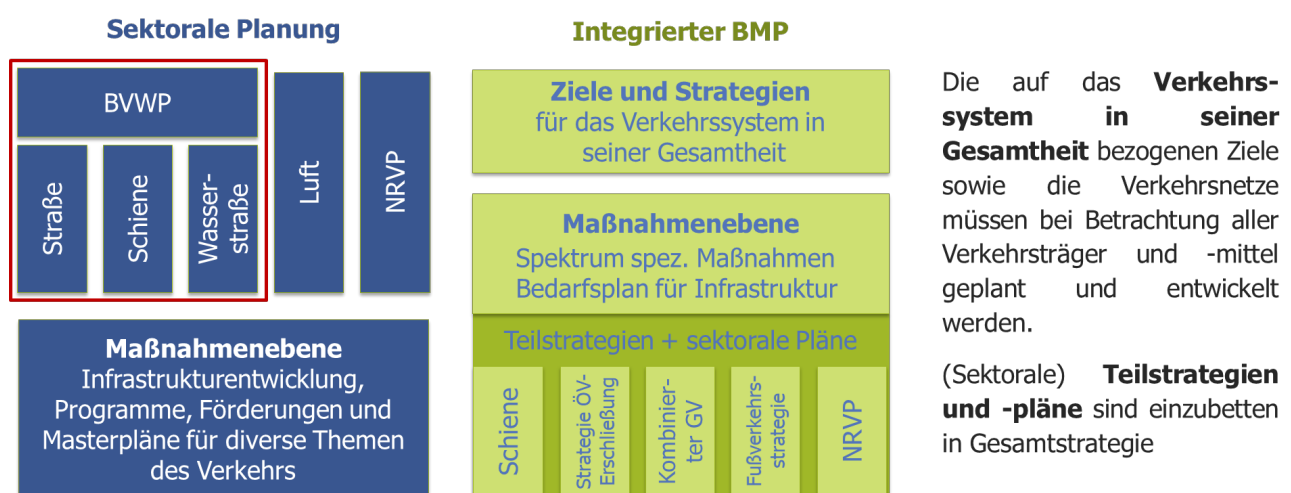 Sektorale Planung
BVWP
Straße
Schiene
Wasser-
straße
Luft
NRVP
Maßnahmenebene
Infrastrukturentwicklung,
Programme, Förderungen und
Masterpläne für diverse Themen
des Verkehrs
Integrierter BMP
Ziele und Strategien
für das Verkehrssystem in
seiner Gesamtheit
Maßnahmenebene
Spektrum spez. Maßnahmen
Bedarfsplan für Infrastruktur
Teilstrategien + sektorale Pläne
Schiene
Strategie ÖV-
Erschließung
Kombinier-
ter GV
Fußverkehrs-
strategie
NRVP
Die auf das Verkehrs-
system in seiner
Gesamtheit bezogenen Ziele
sowie die Verkehrsnetze
müssen bei Betrachtung aller
Verkehrsträger und -mittel
geplant und entwickelt
werden.
(Sektorale) Teilstrategien
und -pläne sind einzubetten
in Gesamtstrategie